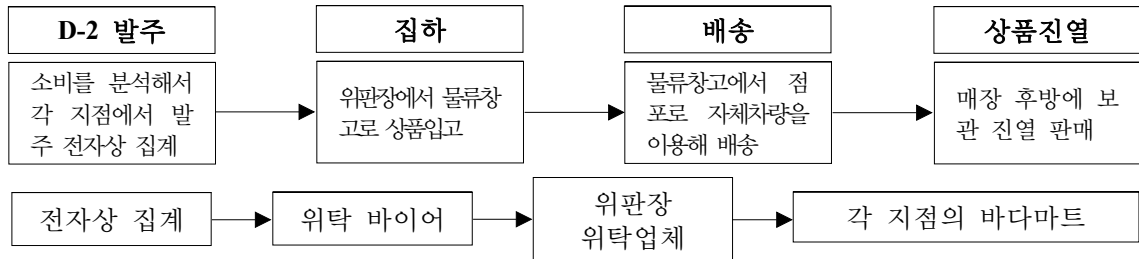 D-2 발주
집하
배송
상품진열
소비를 분석해서
각 지점에서 발
주 전자상 집계
위판장에서 물류창
고로 상품입고
물류창고에서 점
포로 자체차량을
이용해 배송
매장 후방에 보
관 진열 판매
전자상 집계
위탁 바이어
위판장
위탁업체
각 지점의 바다마트